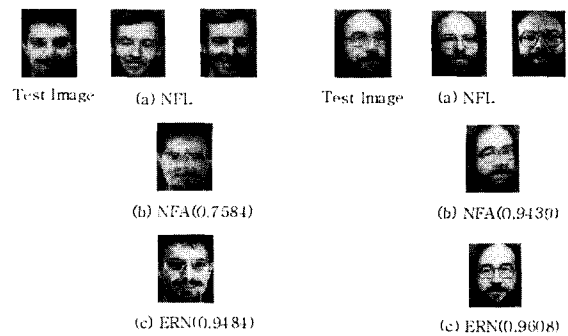 Test Image (a) NFL Test Image (a) NFL
(b) NFA(0.7584) (b) NFA(0.9430)
(c) ERN(0.9484) (c) ERN(0.9608)